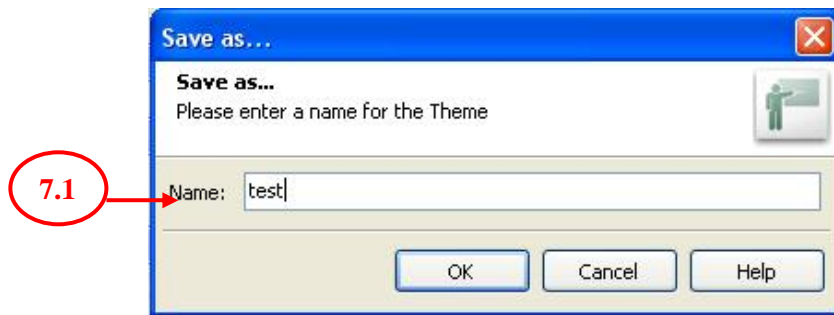 Save as...
Save as...
Please enter a name for the Theme
7.1
Name: test
OK Cancel Help